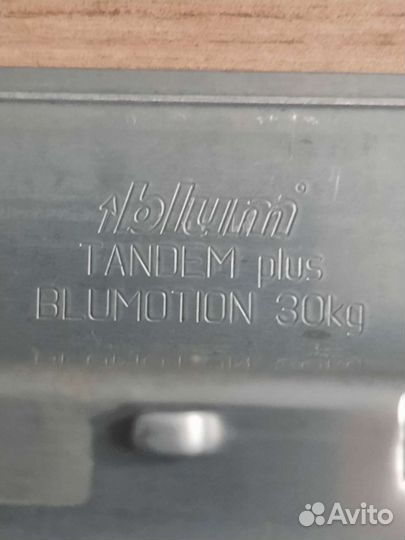 blum
TANDEM plus
BLUMOTION 30kg
Avito